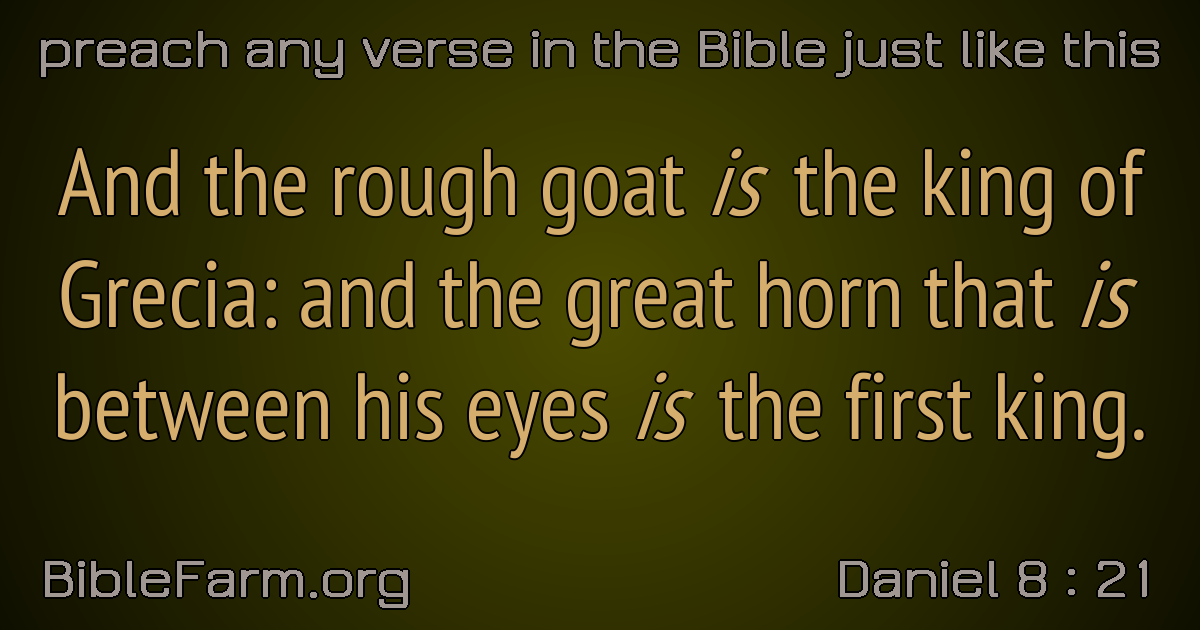 preach any verse in the Bible just like this
And the rough goat is the king of
Grecia: and the great horn that is
between his eyes is the first king.
BibleFarm.org
Daniel 8 : 21